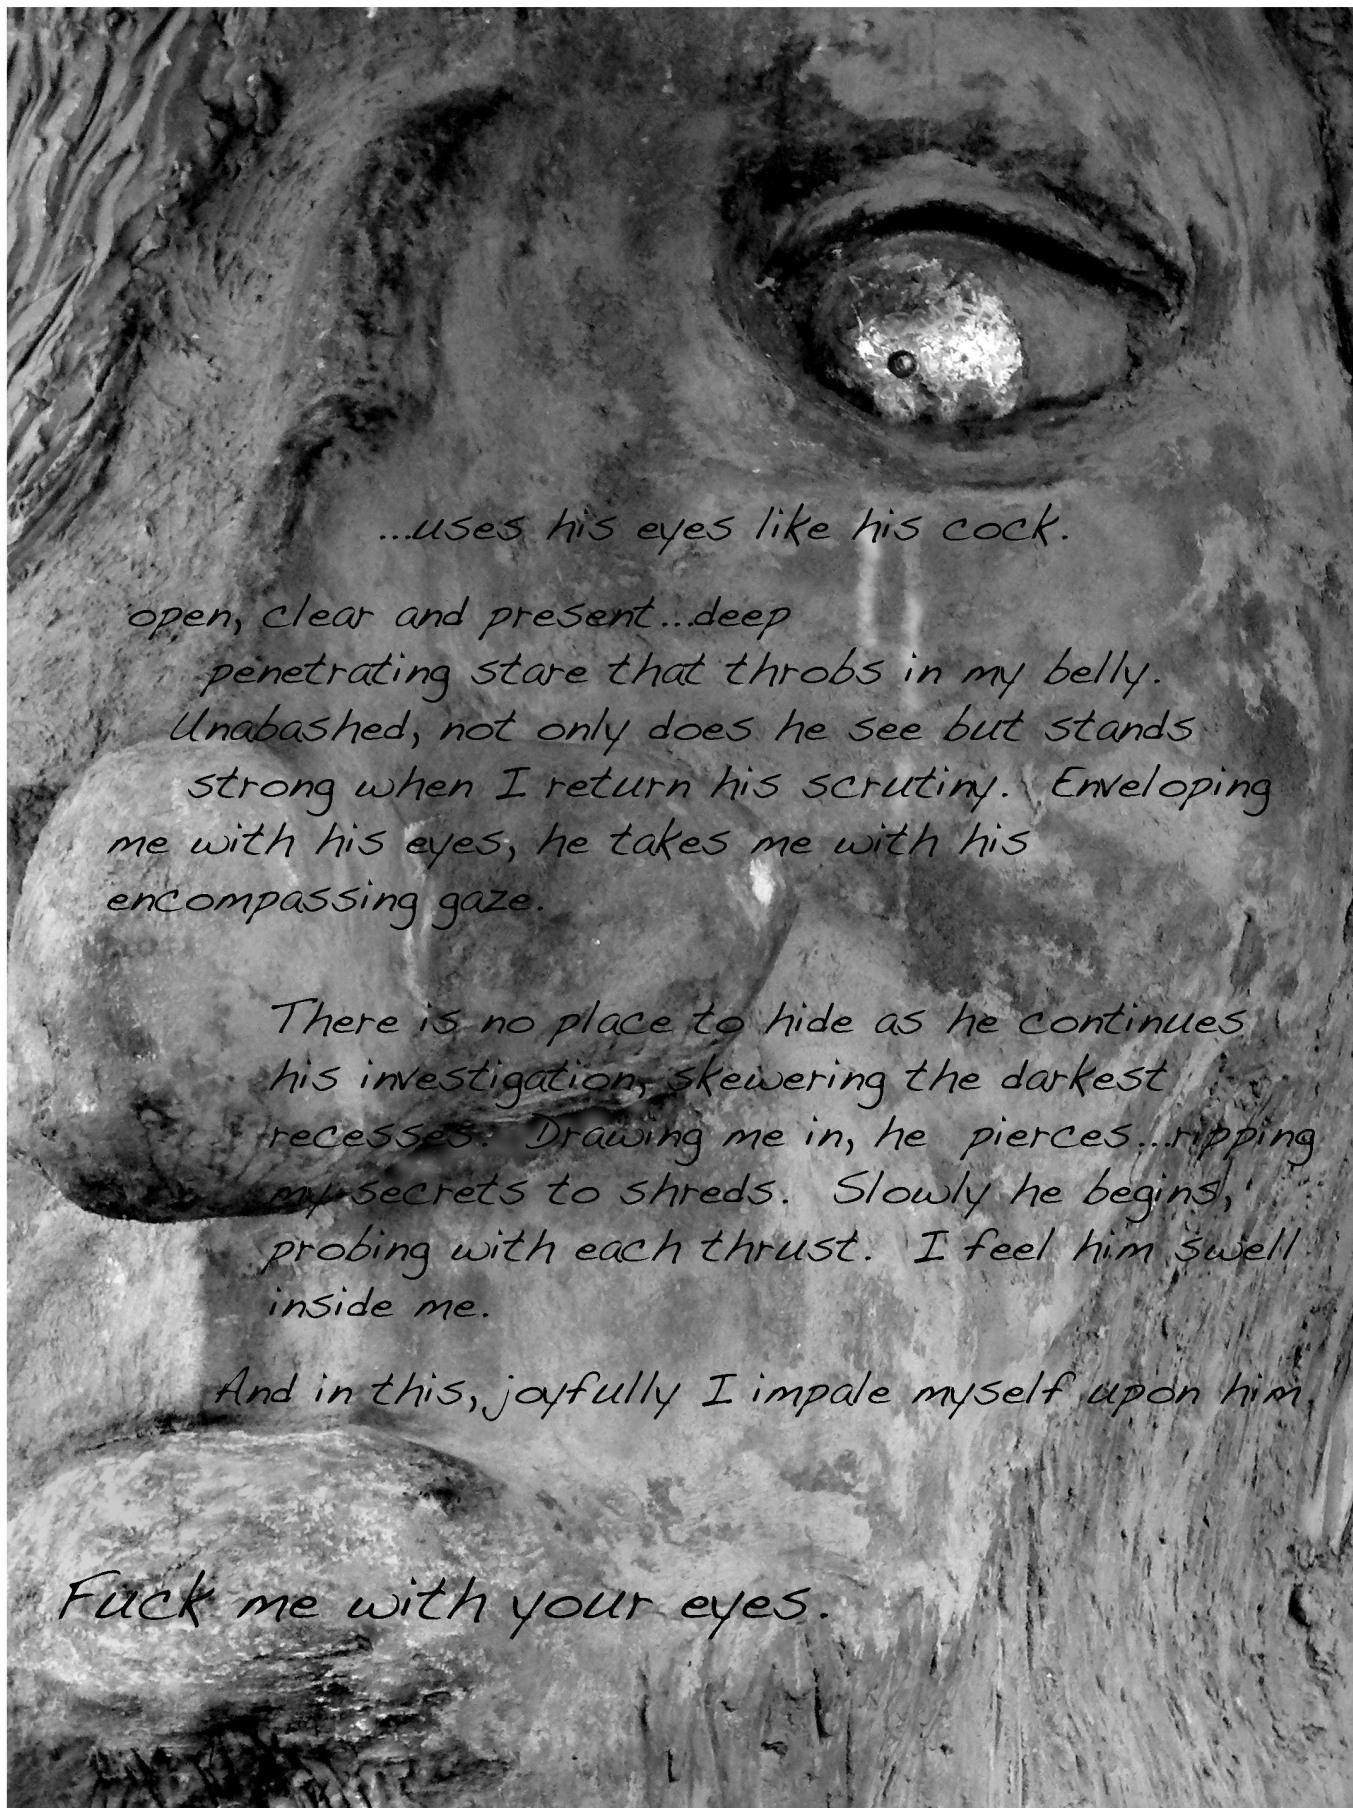 ...uses his eyes like his cock.
open, clear and present...deep
penetrating stare that throbs in my belly.
Unabashed, not only does he see but stands
strong when I return his scrutiny. Enveloping
me with his eyes, he takes me with his
encompassing gaze.
There is no place to hide as he continues
his investigation, skewering the darkest
recesses. Drawing me in, he pierces...ripping
my secrets to shreds. Slowly he begins,
probing with each thrust. I feel him swell
inside me.
And in this, joyfully I impale myself upon him.
Fuck me with your eyes.